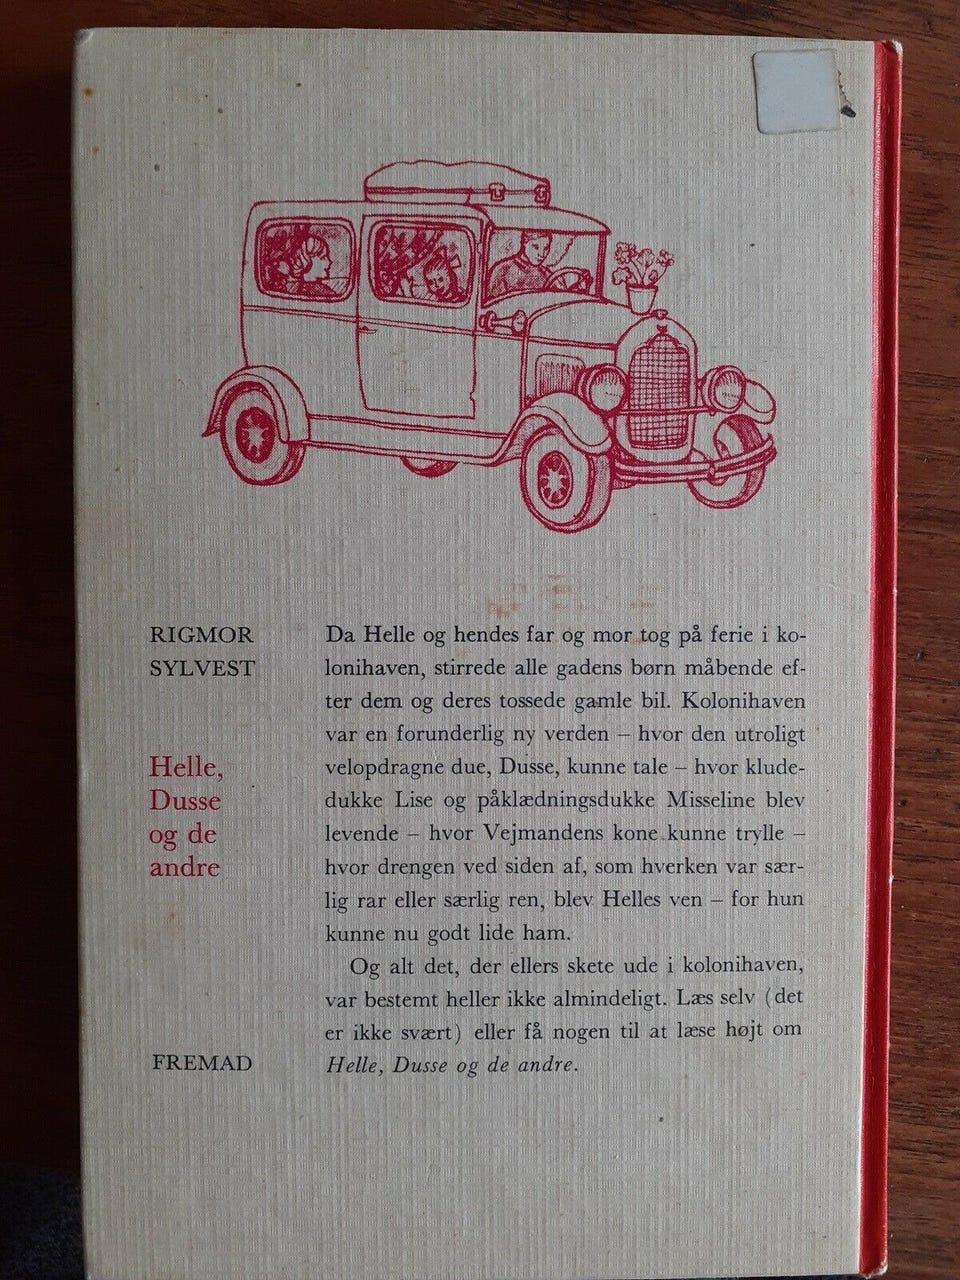 RIGMOR
SYLVEST
Helle,
Dusse
og de
andre
FREMAD
Da Helle og hendes far og mor tog på ferie i ko-
lonihaven, stirrede alle gadens børn måbende ef-
ter dem og deres tossede gamle bil. Kolonihaven
var en forunderlig ny verden – hvor den utroligt
velopdragne due, Dusse, kunne tale – hvor klude-
dukke Lise og påklædningsdukke Misseline blev
levende – hvor Vejmandens kone kunne trylle –
hvor drengen ved siden af, som hverken var sær-
lig rar eller særlig ren, blev Helles ven – for hun
kunne nu godt lide ham.
Og alt det, der ellers skete ude i kolonihaven,
var bestemt heller ikke almindeligt. Læs selv (det
er ikke svært) eller få nogen til at læse højt om
Helle, Dusse og de andre.